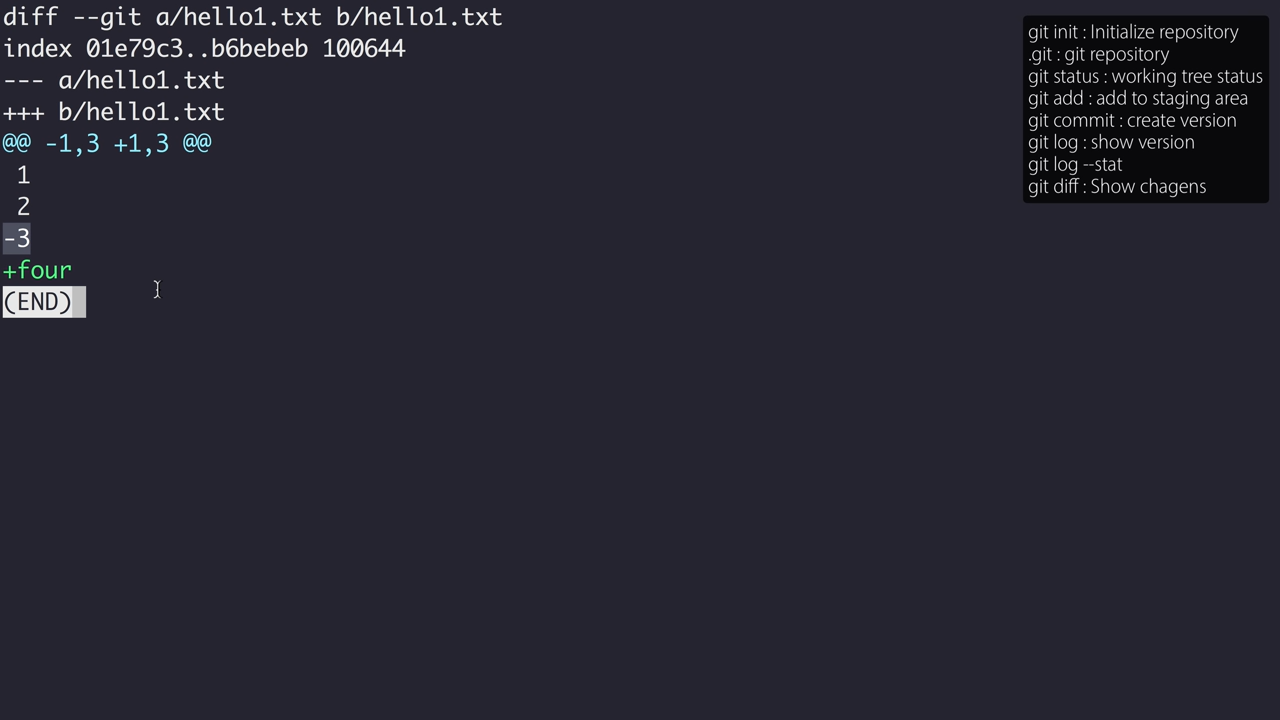 diff --git a/hello1.txt b/hello1.txt
index 01e79c3..b6bebeb 100644
--- a/hello1.txt
+++ b/hello1.txt
@@ -1,3 +1,3 @@
 1
 2
-3
+four
(END)
git init : Initialize repository
.git : git repository
git status : working tree status
git add : add to staging area
git commit : create version
git log : show version
git log --stat
git diff : Show chagens